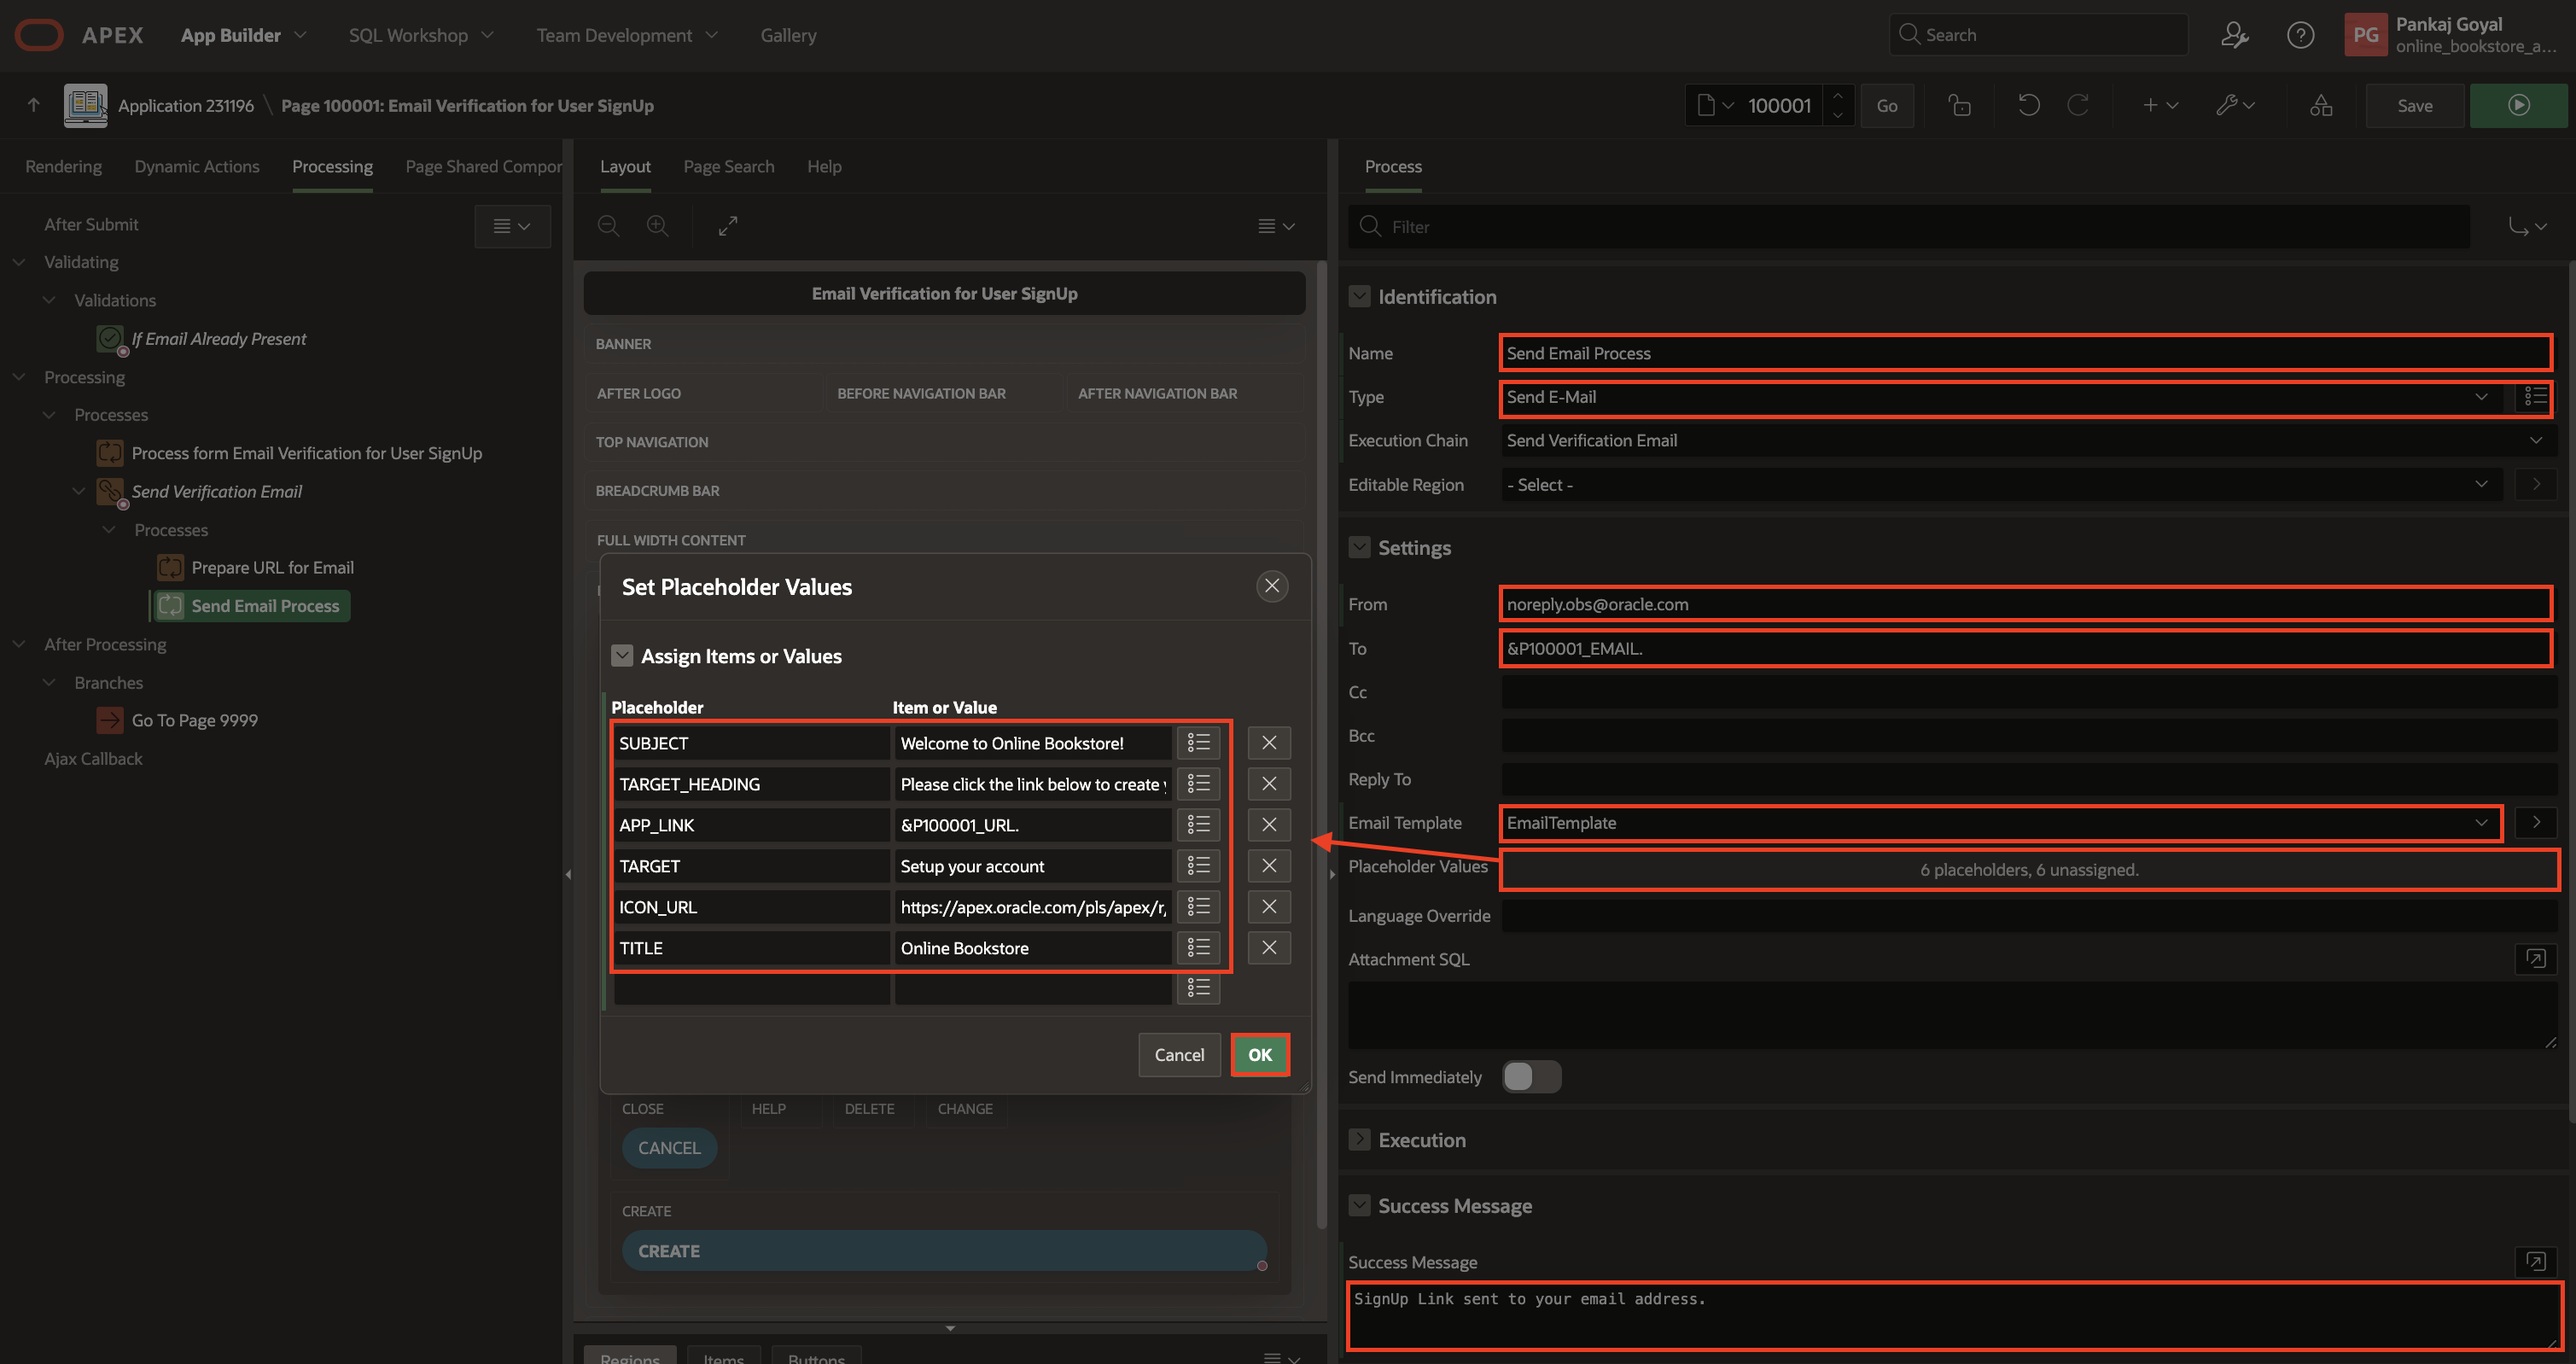 APEX App Builder SQL Workshop Team Development Gallery Search PG Pankaj Goyal
online_bookstore_a...
Application 231196 \ Page 100001: Email Verification for User SignUp 100001 Go Save
Rendering Dynamic Actions Processing Page Shared Compor
After Submit
Validating
Validations
If Email Already Present
Processing
Processes
Process form Email Verification for User SignUp
Send Verification Email
Processes
Prepare URL for Email
Send Email Process
After Processing
Branches
Go To Page 9999
Ajax Callback
Layout Page Search Help
Email Verification for User SignUp
BANNER
AFTER LOGO BEFORE NAVIGATION BAR AFTER NAVIGATION BAR
TOP NAVIGATION
BREADCRUMB BAR
FULL WIDTH CONTENT
Set Placeholder Values
Assign Items or Values
Placeholder Item or Value
SUBJECT Welcome to Online Bookstore!
TARGET_HEADING Please click the link below to create
APP_LINK &P100001_URL.
TARGET Setup your account
ICON_URL https://apex.oracle.com/pls/apex/r,
TITLE Online Bookstore
Cancel OK
CLOSE HELP DELETE CHANGE
CANCEL
CREATE
CREATE
Regions Items Buttons
Process
Filter
Identification
Name Send Email Process
Type Send E-Mail
Execution Chain Send Verification Email
Editable Region - Select -
Settings
From noreply.obs@oracle.com
To &P100001_EMAIL.
Cc
Bcc
Reply To
Email Template EmailTemplate
Placeholder Values 6 placeholders, 6 unassigned.
Language Override
Attachment SQL
Send Immediately
Execution
Success Message
Success Message
SignUp Link sent to your email address.